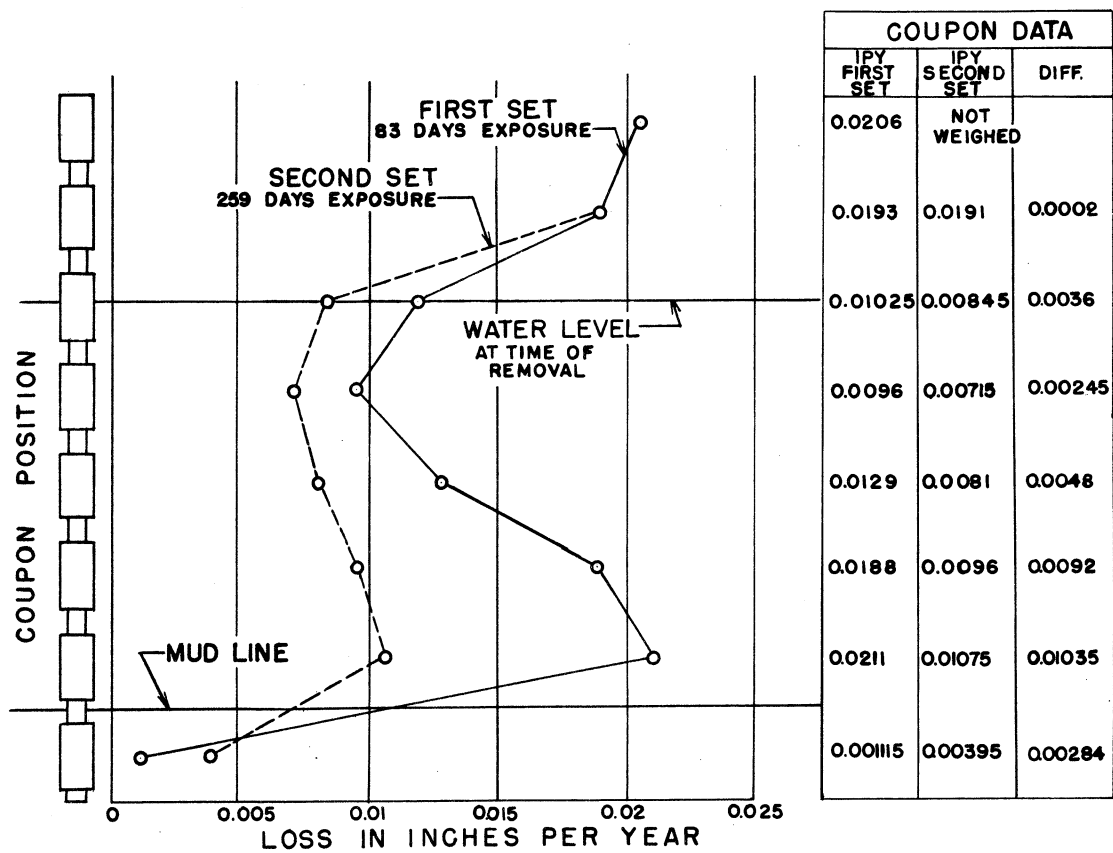 COUPON DATA
IPY FIRST SET
IPY SECOND SET
DIFF.
0.0206 NOT WEIGHED
0.0193 0.0191 0.0002
0.01025 0.00845 0.0036
0.0096 0.00715 0.00245
0.0129 0.0081 0.0048
0.0188 0.0096 0.0092
0.0211 0.01075 0.01035
0.001115 0.00395 0.00284
FIRST SET
83 DAYS EXPOSURE
SECOND SET
259 DAYS EXPOSURE
WATER LEVEL
AT TIME OF
REMOVAL
MUD LINE
COUPON POSITION
0 0.005 0.01 0.015 0.02 0.025
LOSS IN INCHES PER YEAR